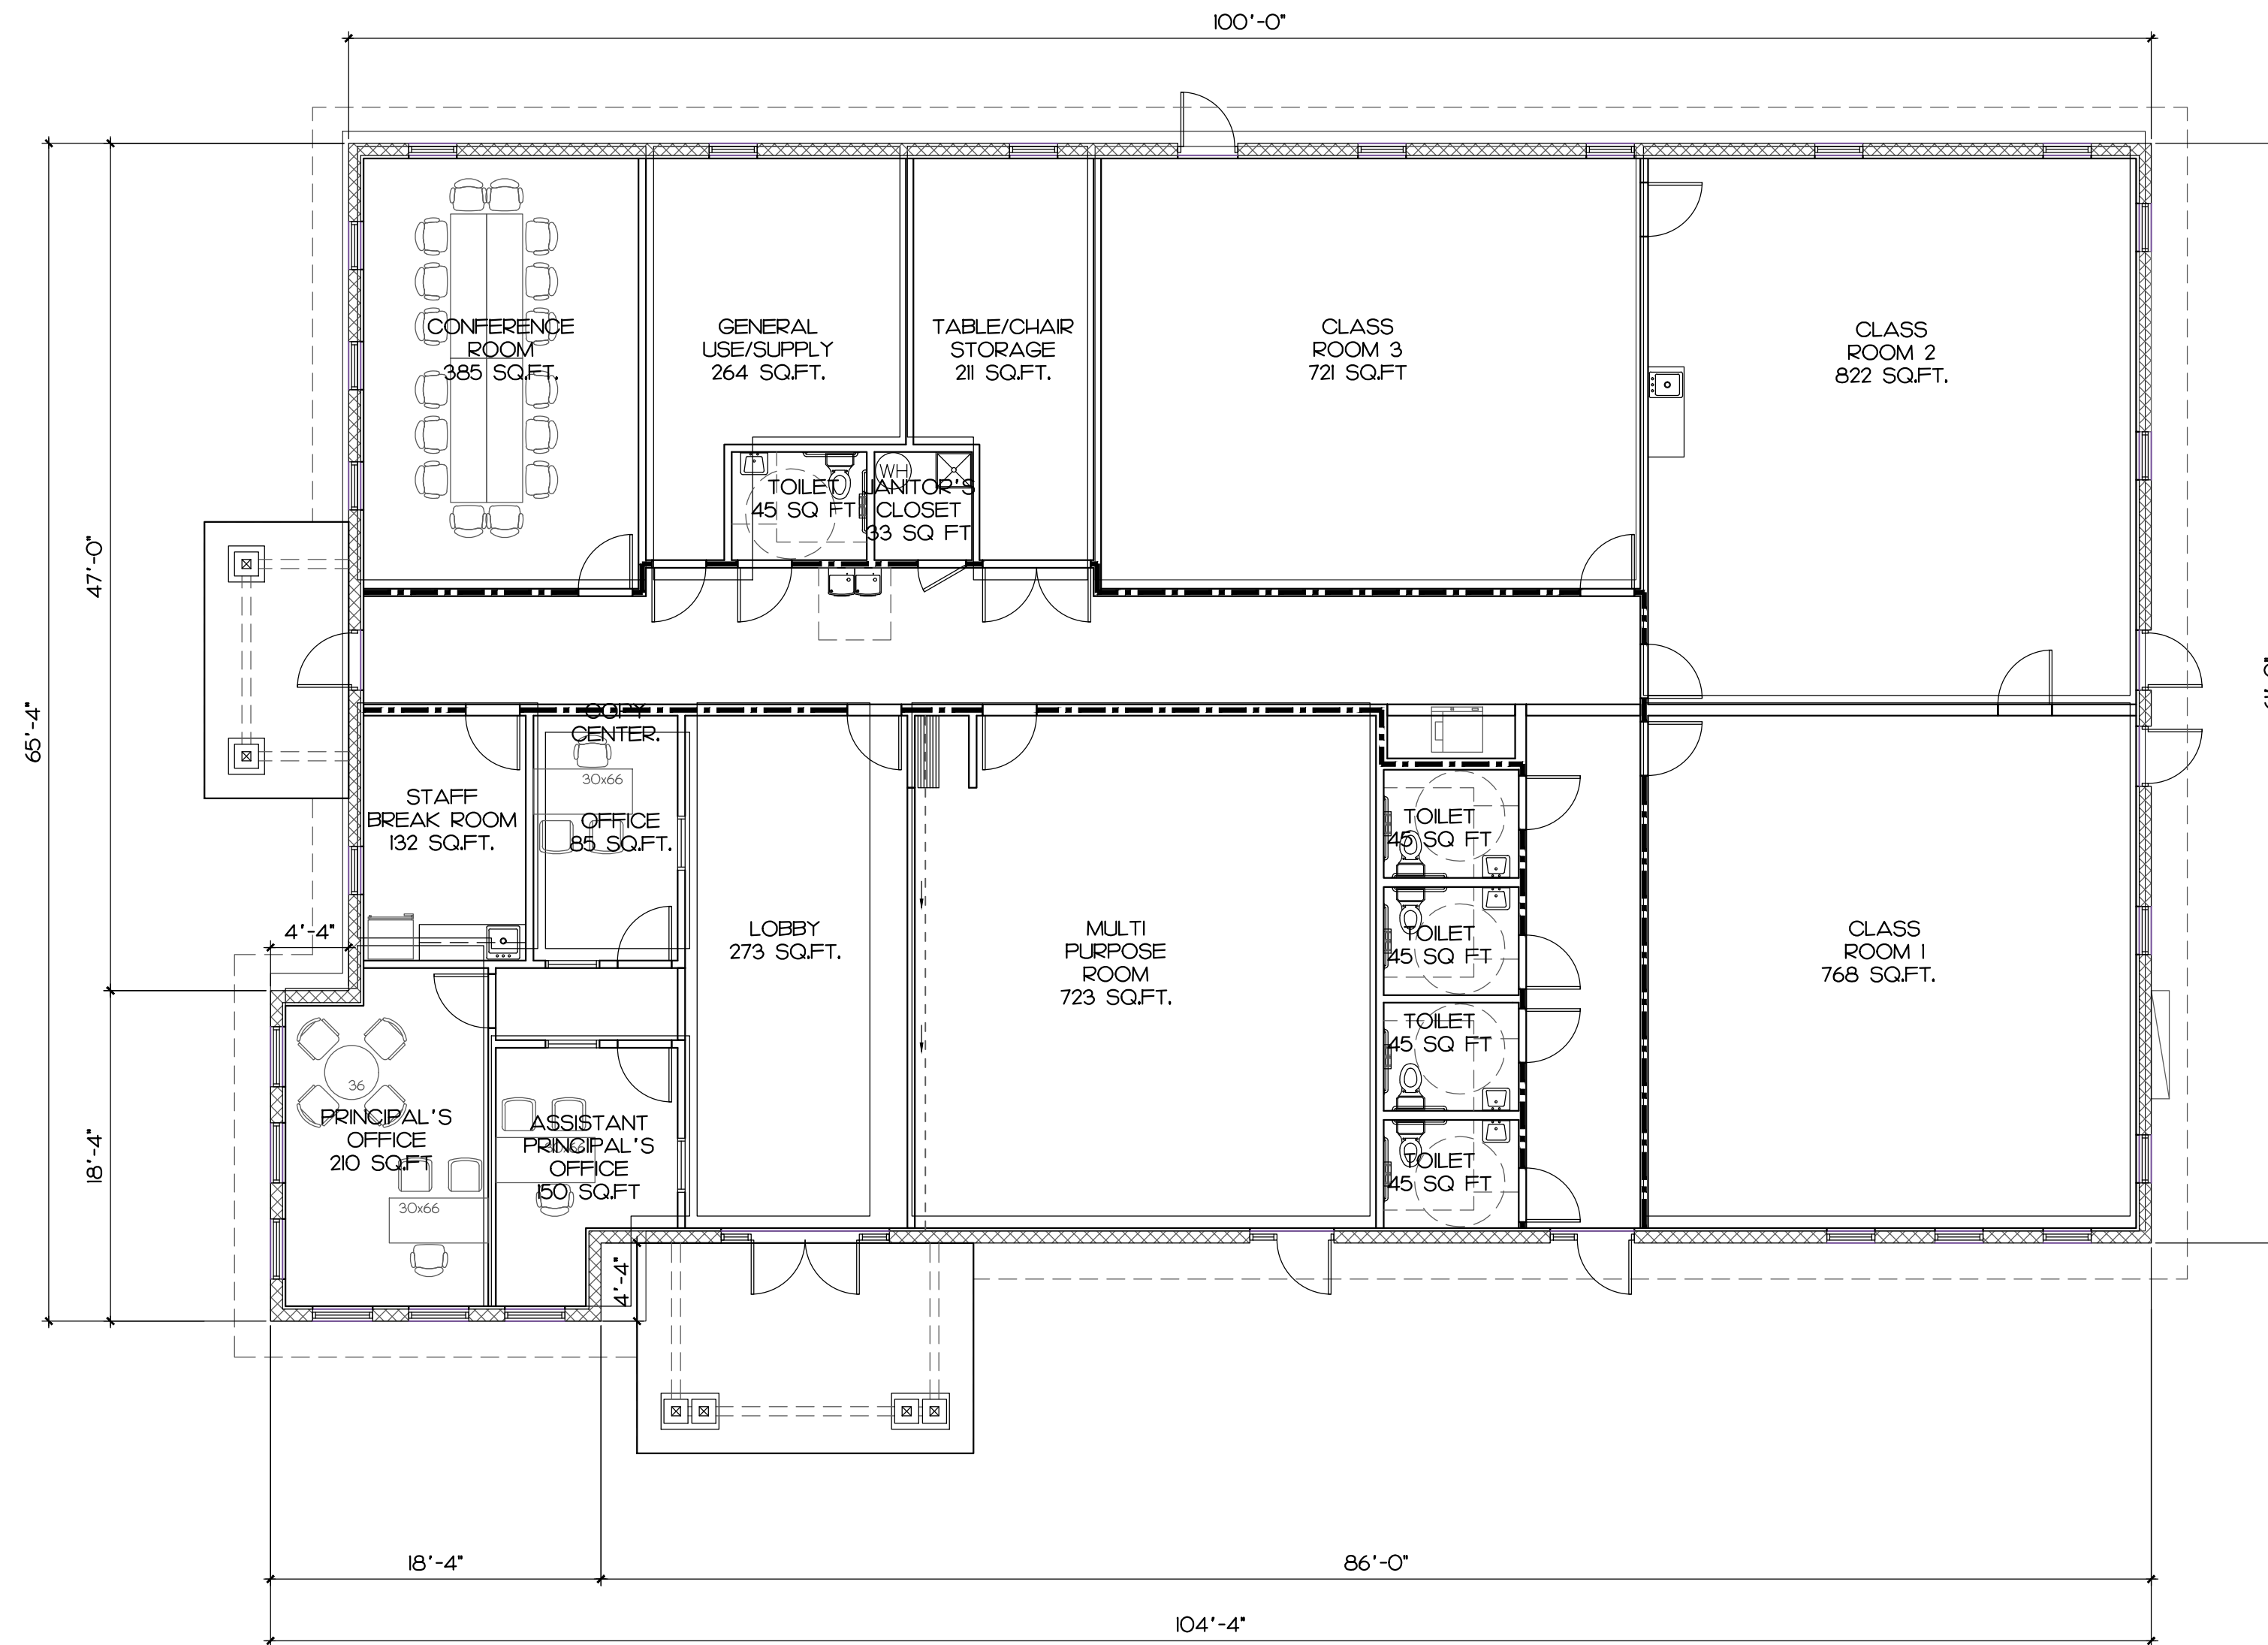 100'-0"
CONFERENCE
ROOM
385 SQ.FT.
GENERAL
USE/SUPPLY
264 SQ.FT.
TABLE/CHAIR
STORAGE
211 SQ.FT.
CLASS
ROOM 3
721 SQ.FT
CLASS
ROOM 2
822 SQ.FT.
TOILET
45 SQ FT
WH
JANITOR'S
CLOSET
33 SQ FT
47'-0"
65'-4"
COPY
CENTER.
30x66
STAFF
BREAK ROOM
132 SQ.FT.
OFFICE
85 SQ.FT.
LOBBY
273 SQ.FT.
MULTI
PURPOSE
ROOM
723 SQ.FT.
TOILET
45 SQ FT
TOILET
45 SQ FT
TOILET
45 SQ FT
TOILET
45 SQ FT
CLASS
ROOM 1
768 SQ.FT.
4'-4"
18'-4"
36
PRINCIPAL'S
OFFICE
210 SQ.FT
30x66
ASSISTANT
PRINCIPAL'S
30x66
OFFICE
150 SQ.FT
4'-4"
18'-4"
86'-0"
104'-4"